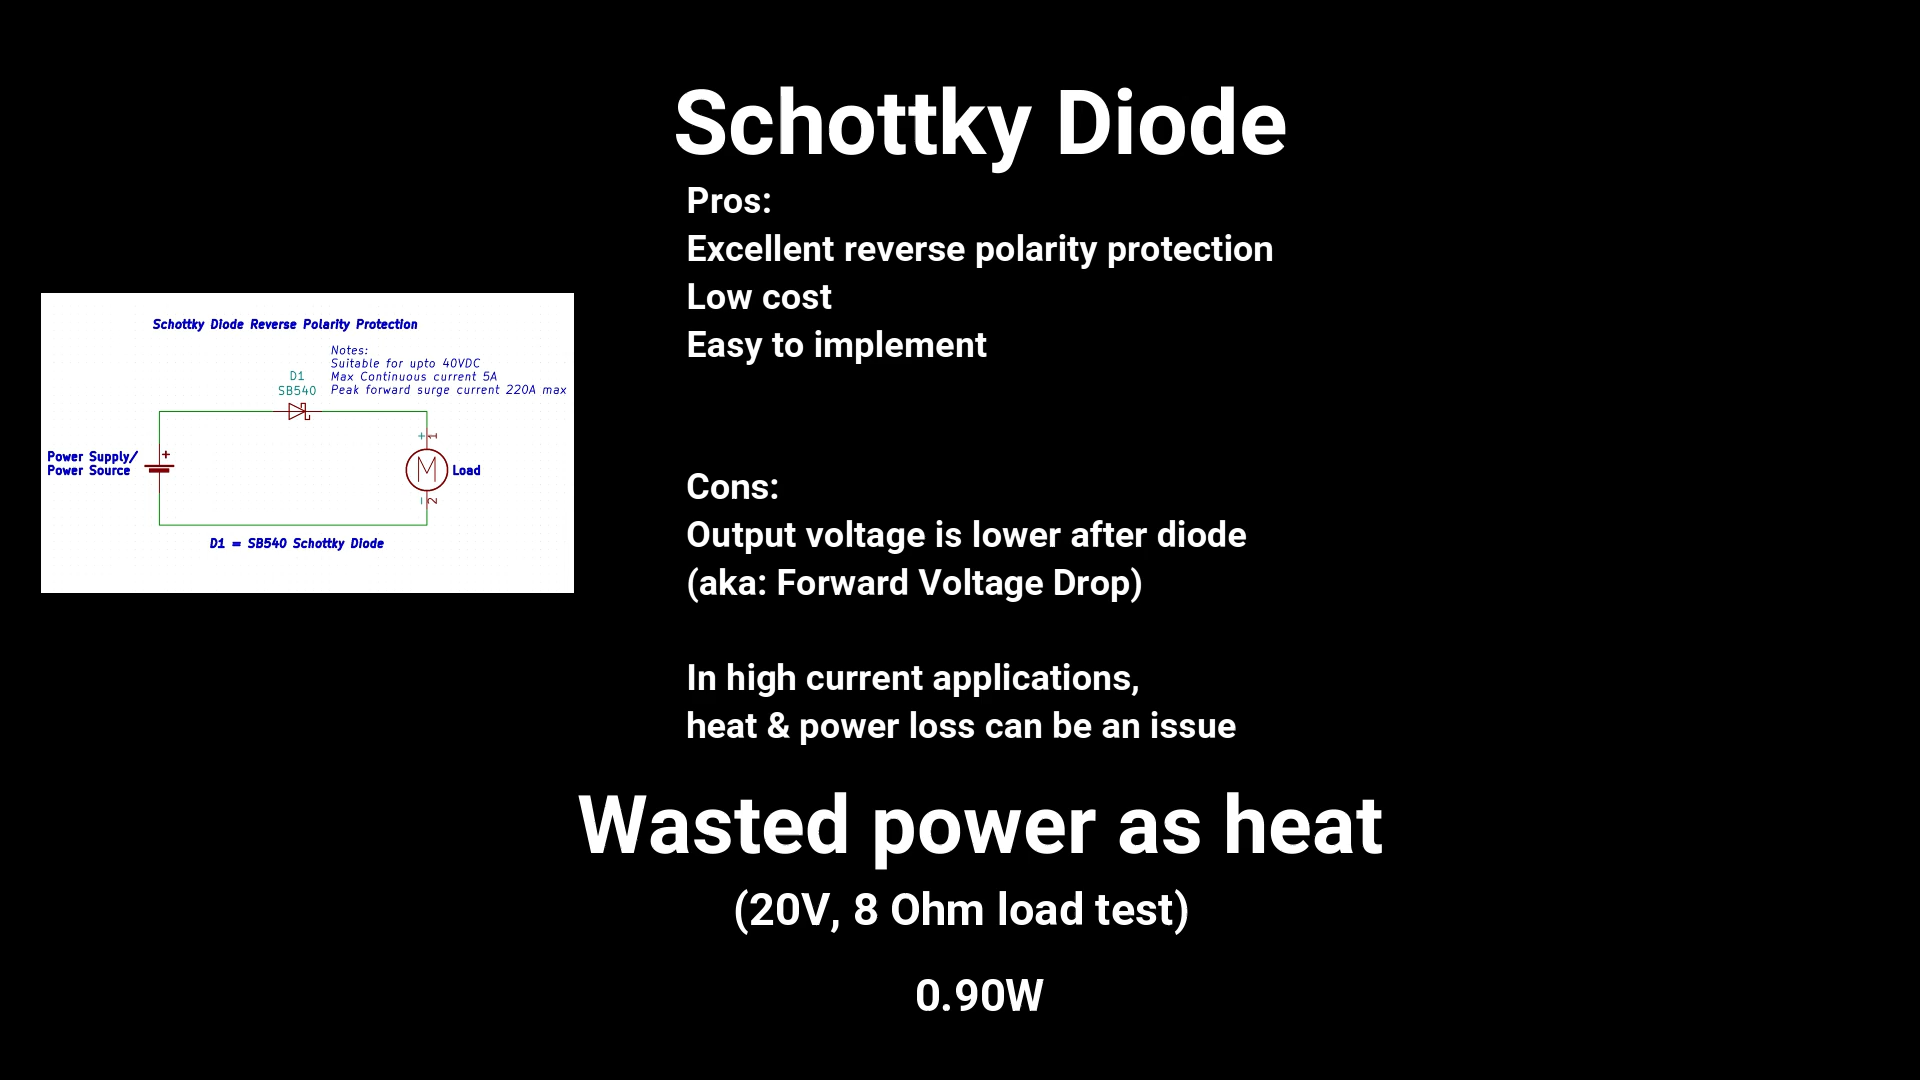 Schottky Diode
Pros:
Excellent reverse polarity protection
Low cost
Easy to implement
Schottky Diode Reverse Polarity Protection
Notes:
Suitable for upto 40VDC
Max Continuous current 5A
Peak forward surge current 220A max
D1
SB540
+
+ 1
Power Supply/
Power Source
M
Load
- 2
D1 = SB540 Schottky Diode
Cons:
Output voltage is lower after diode
(aka: Forward Voltage Drop)
In high current applications,
heat & power loss can be an issue
Wasted power as heat
(20V, 8 Ohm load test)
0.90W